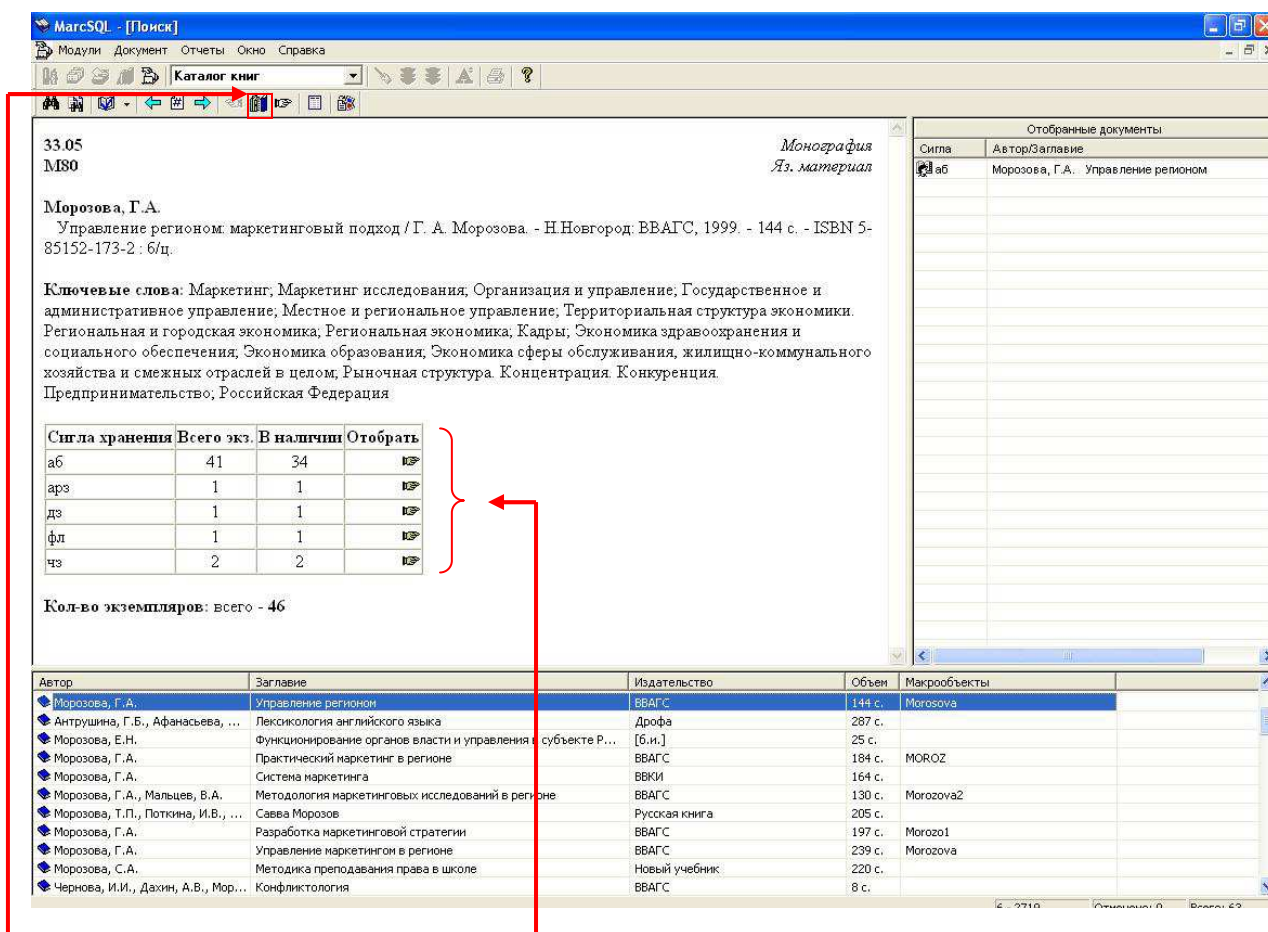 MarcSQL - [Поиск]
Модули Документ Отчеты Окно Справка
Каталог книг
33.05 Монография
М80 Яз. материал
Морозова, Г.А.
Управление регионом: маркетинговый подход / Г. А. Морозова. - Н.Новгород: ВВАГС, 1999. - 144 с. - ISBN 5-
85152-173-2 : б/ц.
Ключевые слова: Маркетинг; Маркетинг исследования; Организация и управление; Государственное и
административное управление; Местное и региональное управление; Территориальная структура экономики.
Региональная и городская экономика; Региональная экономика; Кадры; Экономика здравоохранения и
социального обеспечения; Экономика образования; Экономика сферы обслуживания, жилищно-коммунального
хозяйства и смежных отраслей в целом; Рыночная структура. Концентрация. Конкуренция.
Предпринимательство; Российская Федерация
Сигла хранения Всего экз. В наличии Отобрать
аб 41 34
арз 1 1
дз 1 1
фл 1 1
чз 2 2
Кол-во экземпляров: всего - 46
Отобранные документы
Сигла Автор/Заглавие
аб Морозова, Г.А. Управление регионом
Автор Заглавие Издательство Объем Макрообъекты
Морозова, Г.А. Управление регионом ВВАГС 144 с. Morosova
Антрушина, Г.Б., Афанасьева, ... Лексикология английского языка Дрофа 287 с.
Морозова, Е.Н. Функционирование органов власти и управления в субъекте Р... [б.и.] 25 с.
Морозова, Г.А. Практический маркетинг в регионе ВВАГС 184 с. MOROZ
Морозова, Г.А. Система маркетинга ВВКИ 164 с.
Морозова, Г.А., Мальцев, В.А. Методология маркетинговых исследований в регионе ВВАГС 130 с. Morozova2
Морозова, Т.П., Поткина, И.В., ... Савва Морозов Русская книга 205 с.
Морозова, Г.А. Разработка маркетинговой стратегии ВВАГС 197 с. Morozo1
Морозова, Г.А. Управление маркетингом в регионе ВВАГС 239 с. Morozova
Морозова, С.А. Методика преподавания права в школе Новый учебник 220 с.
Чернова, И.И., Дахин, А.В., Мор... Конфликтология ВВАГС 8 с.